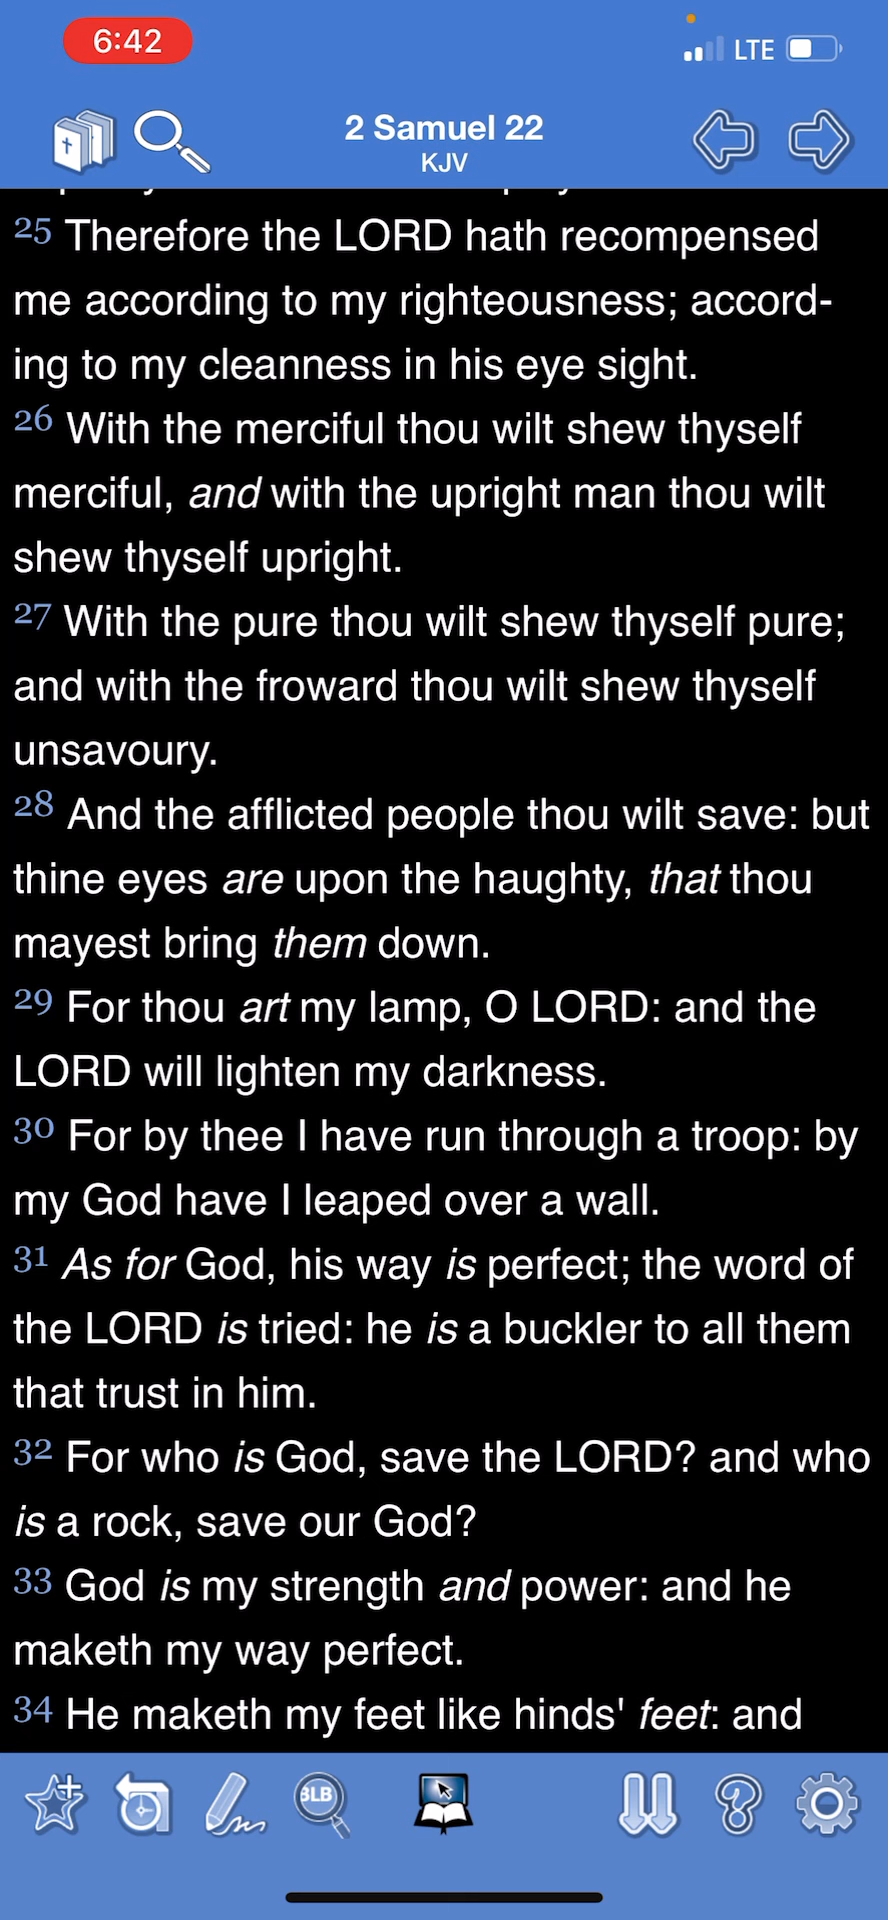 6:42
LTE
2 Samuel 22
KJV
25 Therefore the LORD hath recompensed
me according to my righteousness; accord-
ing to my cleanness in his eye sight.
26 With the merciful thou wilt shew thyself
merciful, and with the upright man thou wilt
shew thyself upright.
27 With the pure thou wilt shew thyself pure;
and with the froward thou wilt shew thyself
unsavoury.
28 And the afflicted people thou wilt save: but
thine eyes are upon the haughty, that thou
mayest bring them down.
29 For thou art my lamp, O LORD: and the
LORD will lighten my darkness.
30 For by thee I have run through a troop: by
my God have I leaped over a wall.
31 As for God, his way is perfect; the word of
the LORD is tried: he is a buckler to all them
that trust in him.
32 For who is God, save the LORD? and who
is a rock, save our God?
33 God is my strength and power: and he
maketh my way perfect.
34 He maketh my feet like hinds' feet: and
BLB